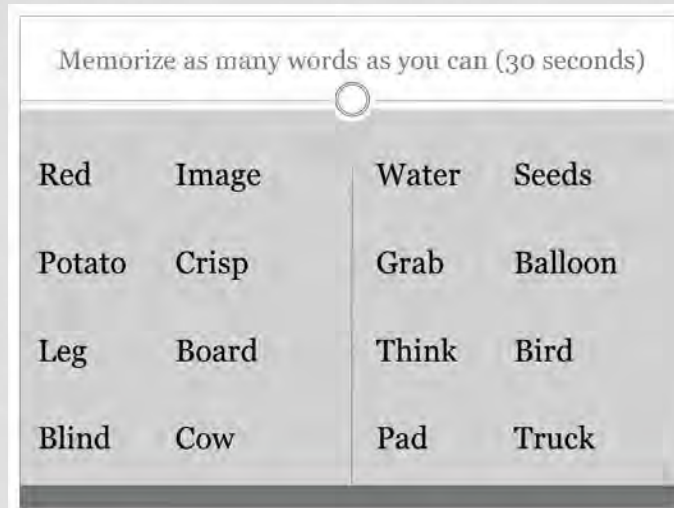 Memorize as many words as you can (30 seconds)
Red Image Water Seeds
Potato Crisp Grab Balloon
Leg Board Think Bird
Blind Cow Pad Truck